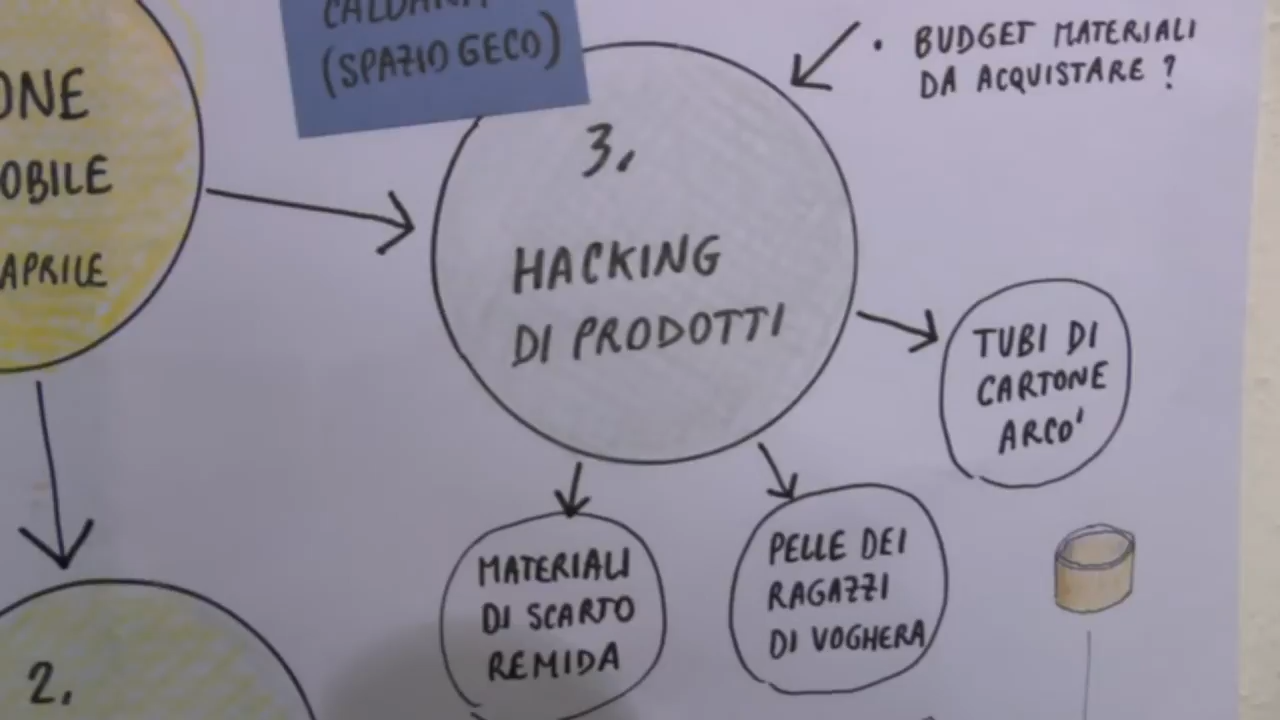 (SPAZIO GECO)
• BUDGET MATERIALI
DA ACQUISTARE ?
ONE
OBILE
APRILE
3.
HACKING
DI PRODOTTI
TUBI DI
CARTONE
ARCO'
MATERIALI
DI SCARTO
REMIDA
PELLE DEI
RAGAZZI
DI VOGHERA
2.